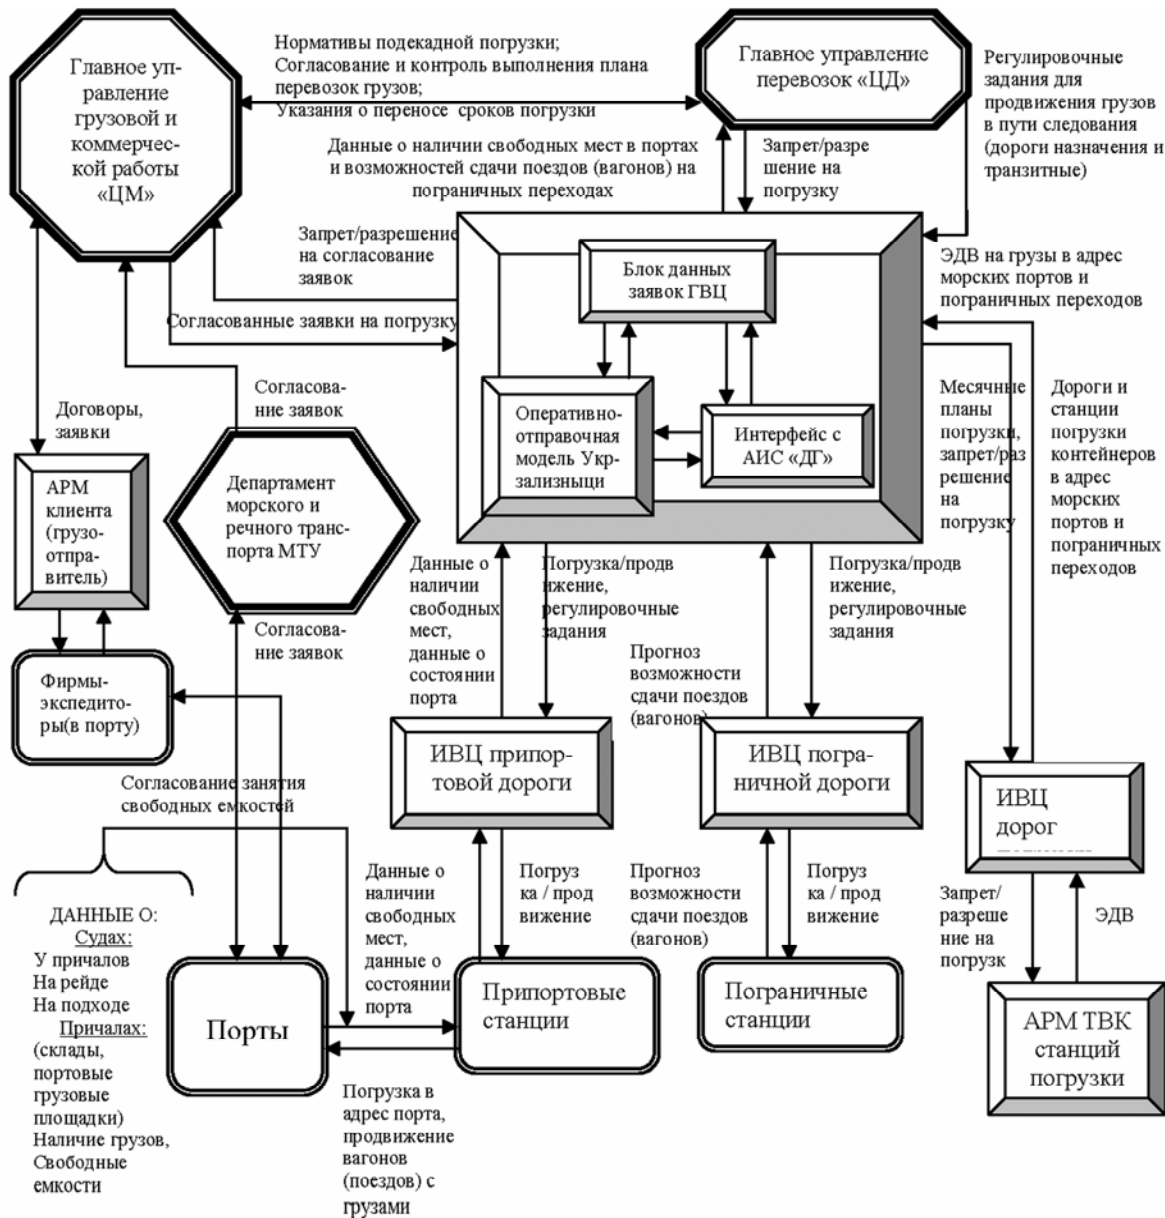 Главное уп-
равление
грузовой и
коммерчес-
кой работы
«ЦМ»
Нормативы подекадной погрузки;
Согласование и контроль выполнения плана
перевозок грузов;
Указания о переносе сроков погрузки
Главное управление
перевозок «ЦД»
Регулировочные
задания для
продвижения грузов
в пути следования
(дороги назначения и
транзитные)
Данные о наличии свободных мест в портах
и возможностей сдачи поездов (вагонов) на
пограничных переходах
Запрет/разре
шение на
погрузку
Запрет/разрешение
на согласование
заявок
Согласованные заявки на погрузку
Блок данных
заявок ГВЦ
Оперативно-
отправочная
модель Укр-
зализныци
Интерфейс с
АИС «ДГ»
ЭДВ на грузы в адрес
морских портов и
пограничных переходов
Месячные
планы
погрузки,
запрет/раз
решение
на
погрузку
Дороги и
станции
погрузки
контейнеров
в адрес
морских
портов и
пограничных
переходов
Договоры,
заявки
Согласова-
ние заявок
АРМ
клиента
(грузо-
отпра-
витель)
Департамент
морского и
речного транс-
порта МТУ
Согласова-
ние заявок
Фирмы-
экспедито-
ры(в порту)
Данные о
наличии
свободных
мест,
данные о
состоянии
порта
Погрузка/продв
ижение,
регулировочные
задания
Прогноз
возможности
сдачи поездов
(вагонов)
Погрузка/продв
ижение,
регулировочные
задания
ИВЦ припор-
товой дороги
ИВЦ погра-
ничной дороги
ИВЦ
дорог
Согласование занятия
свободных емкостей
ДАННЫЕ О:
Судах:
У причалов
На рейде
На подходе
Причалах:
(склады,
портовые
грузовые
площадки)
Наличие грузов,
Свободные
емкости
Данные о
наличии
свободных
мест,
данные о
состоянии
порта
Погруз
ка / прод
вижение
Прогноз
возможности
сдачи поездов
(вагонов)
Погруз
ка / прод
вижение
Запрет/
разреше
ние на
погрузк
ЭДВ
Порты
Припортовые
станции
Пограничные
станции
АРМ ТВК
станций
погрузки
Погрузка в
адрес порта,
продвижение
вагонов
(поездов) с
грузами